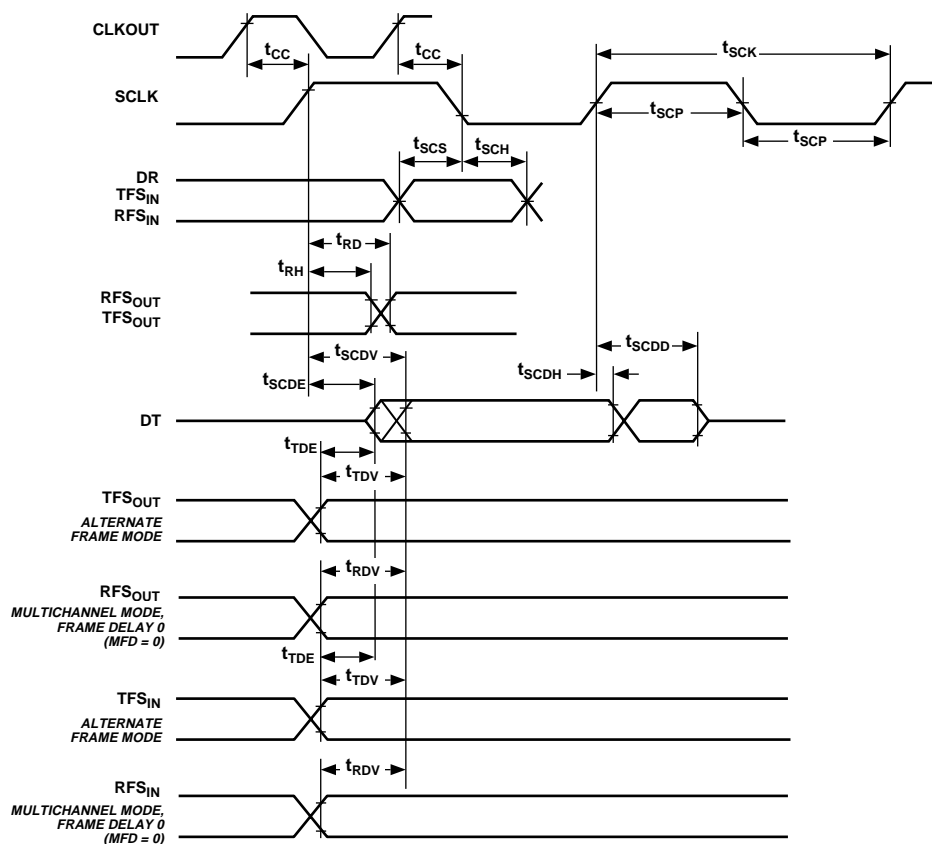 CLKOUT
tCC
tCC
tSCK
SCLK
tSCP
tSCP
tSCS
tSCH
DR
TFSIN
RFSIN
tRD
tRH
RFSOUT
TFSOUT
tSCDV
tSCDD
tSCDE
tSCDH
DT
tTDE
tTDV
TFSOUT
ALTERNATE
FRAME MODE
tRDV
RFSOUT
MULTICHANNEL MODE,
FRAME DELAY 0
(MFD = 0)
tTDE
tTDV
TFSIN
ALTERNATE
FRAME MODE
tRDV
RFSIN
MULTICHANNEL MODE,
FRAME DELAY 0
(MFD = 0)